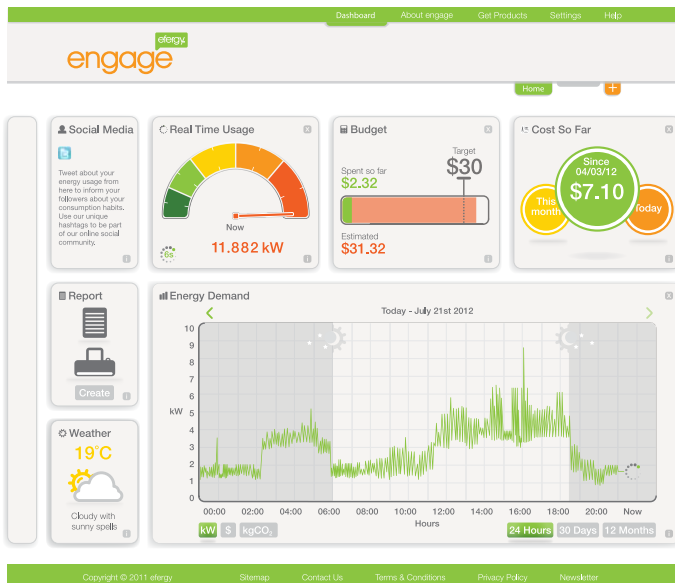 Dashboard
About engage
Get Products
Settings
Help
efergy
engage
Home
+
Social Media
Tweet about your
energy usage from
here to inform your
followers about your
consumption habits.
Use our unique
hashtags to be part
of our online social
community.
Real Time Usage
Now
11.882 kW
6s
Budget
Target
$30
Spent so far
$2.32
Estimated
$31.32
Cost So Far
This
month
Since
04/03/12
$7.10
Today
Report
Create
Weather
19°C
Cloudy with
sunny spells
Energy Demand
Today - July 21st 2012
10
9
8
7
6
kW 5
4
3
2
1
0
00:00 02:00 04:00 06:00 08:00 10:00 12:00 14:00 16:00 18:00 20:00 Now
Hours
kW $ kgCO₂
24 Hours 30 Days 12 Months
Copyright © 2011 efergy
Sitemap
Contact Us
Terms & Conditions
Privacy Policy
Newsletter